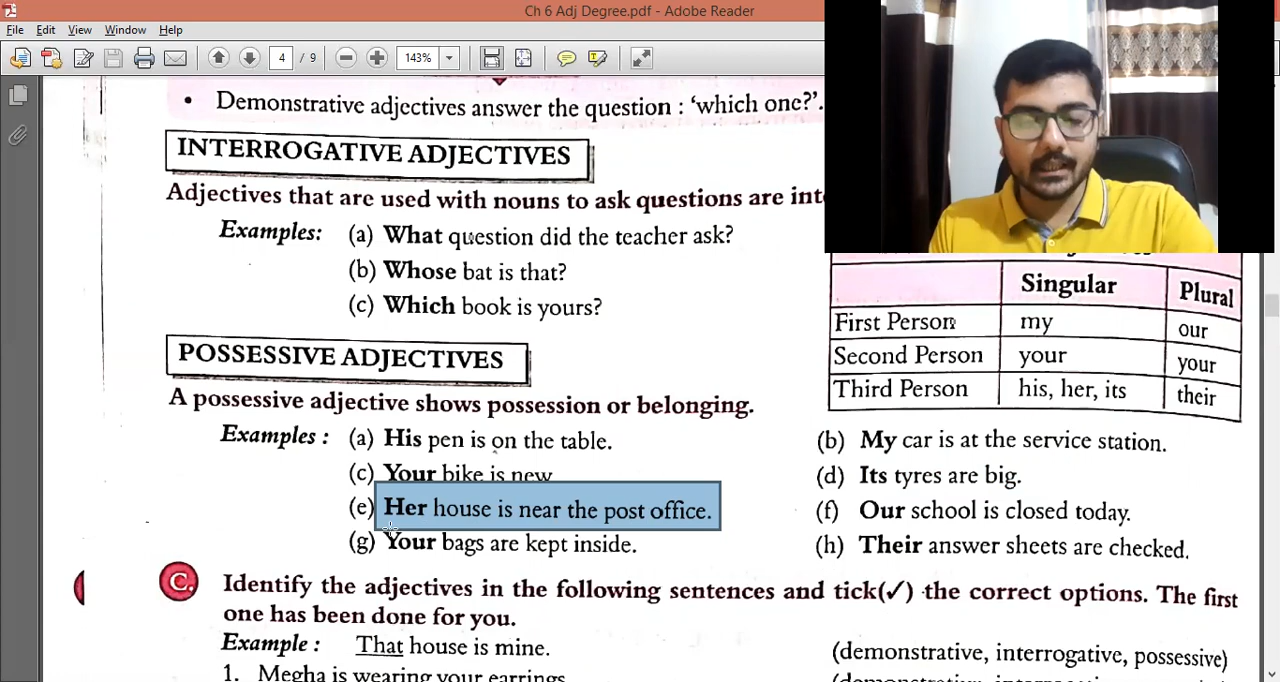 Ch 6 Adj Degree.pdf - Adobe Reader
File Edit View Window Help
4 / 9 143%
• Demonstrative adjectives answer the question : ‘which one?’.
INTERROGATIVE ADJECTIVES
Adjectives that are used with nouns to ask questions are
Examples: (a) What question did the teacher ask?
(b) Whose bat is that?
(c) Which book is yours?
Singular Plural
First Person my our
Second Person your your
Third Person his, her, its their
POSSESSIVE ADJECTIVES
A possessive adjective shows possession or belonging.
Examples : (a) His pen is on the table. (b) My car is at the service station.
(c) Your bike is new (d) Its tyres are big.
(e) Her house is near the post office. (f) Our school is closed today.
(g) Your bags are kept inside. (h) Their answer sheets are checked.
C. Identify the adjectives in the following sentences and tick(✓) the correct options. The first
one has been done for you.
Example : That house is mine. (demonstrative, interrogative, possessive)
1. Megha is wearing your earrings